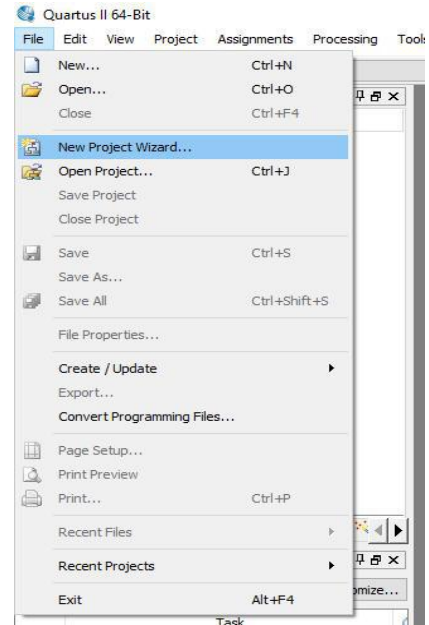 Quartus II 64-Bit
File Edit View Project Assignments Processing Tools
New... Ctrl+N
Open... Ctrl+O
Close Ctrl+F4
New Project Wizard...
Open Project... Ctrl+J
Save Project
Close Project
Save Ctrl+S
Save As...
Save All Ctrl+Shift+S
File Properties...
Create / Update
Export...
Convert Programming Files...
Page Setup...
Print Preview
Print... Ctrl+P
Recent Files
Recent Projects
omize...
Exit Alt+F4
Task